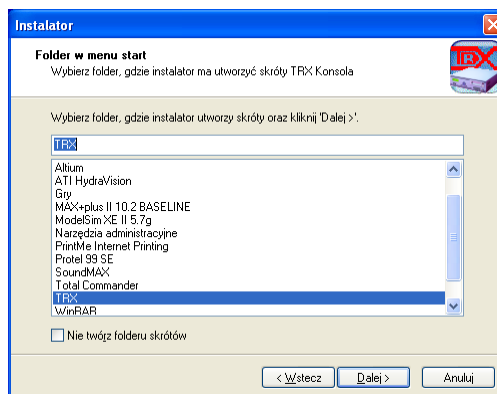 Instalator
Folder w menu start
Wybierz folder, gdzie instalator ma utworzyć skróty TRX Konsola
TRX
Wybierz folder, gdzie instalator utworzy skróty oraz kliknij 'Dalej >'.
TRX
Altium
ATI HydraVision
Gry
MAX+plus II 10.2 BASELINE
ModelSim XE II 5.7g
Narzędzia administracyjne
PrintMe Internet Printing
Protel 99 SE
SoundMAX
Total Commander
TRX
WinRAR
Nie twórz folderu skrótów
< Wstecz
Dalej >
Anuluj